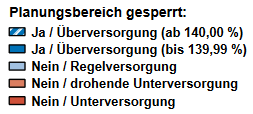 Planungsbereich gesperrt:
Ja / Überversorgung (ab 140,00 %)
Ja / Überversorgung (bis 139,99 %)
Nein / Regelversorgung
Nein / drohende Unterversorgung
Nein / Unterversorgung